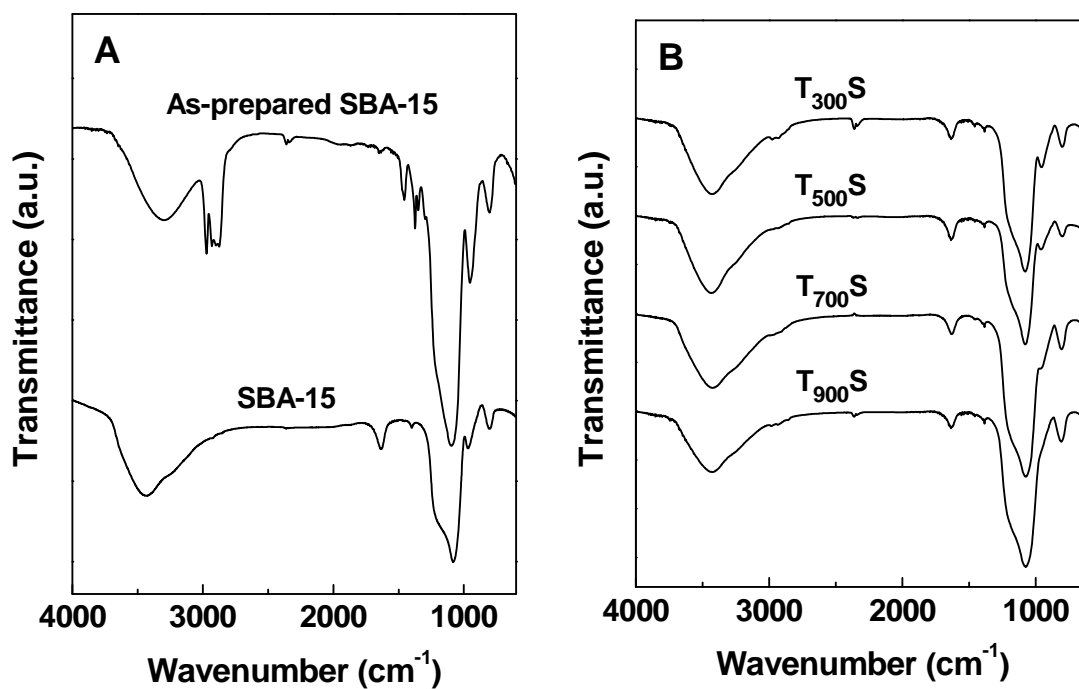 A
As-prepared SBA-15
SBA-15
Transmittance (a.u.)
4000 3000 2000 1000
Wavenumber (cm⁻¹)
B
T₃₀₀S
T₅₀₀S
T₇₀₀S
T₉₀₀S
Transmittance (a.u.)
4000 3000 2000 1000
Wavenumber (cm⁻¹)